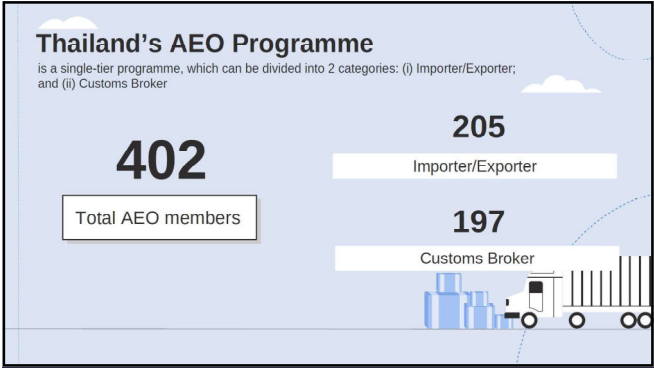 Thailand’s AEO Programme
is a single-tier programme, which can be divided into 2 categories: (i) Importer/Exporter;
and (ii) Customs Broker
402
Total AEO members
205
Importer/Exporter
197
Customs Broker